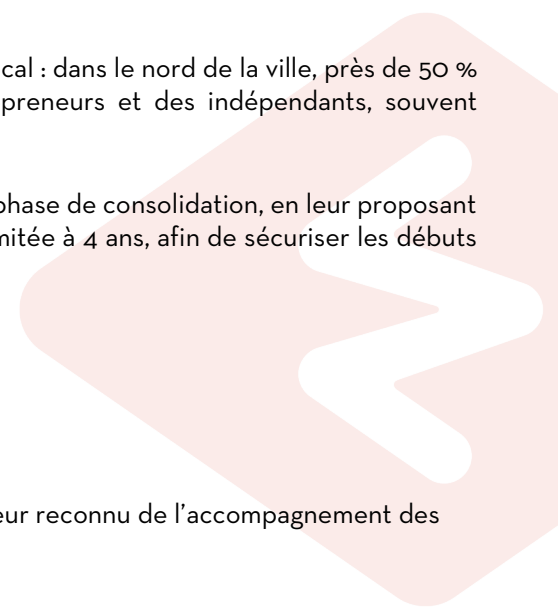 cal : dans le nord de la ville, près de 50 %
preneurs et des indépendants, souvent
phase de consolidation, en leur proposant
mitée à 4 ans, afin de sécuriser les débuts
eur reconnu de l’accompagnement des